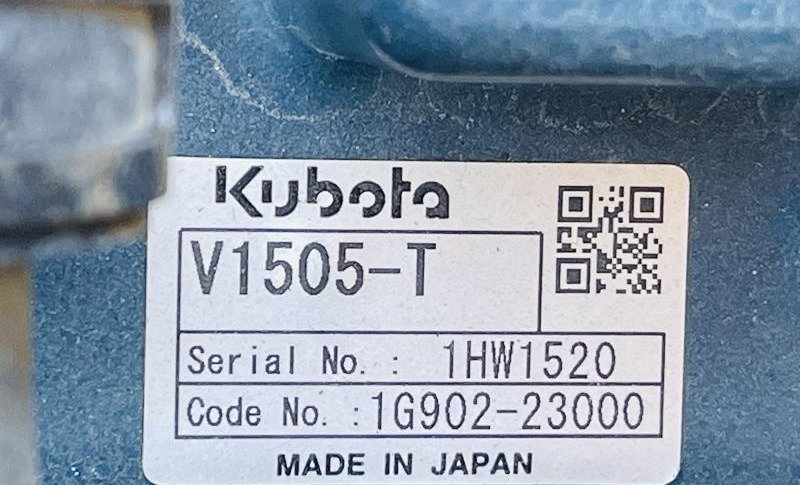 Kubota
V1505-T
Serial No. : 1HW1520
Code No. :1G902-23000
MADE IN JAPAN